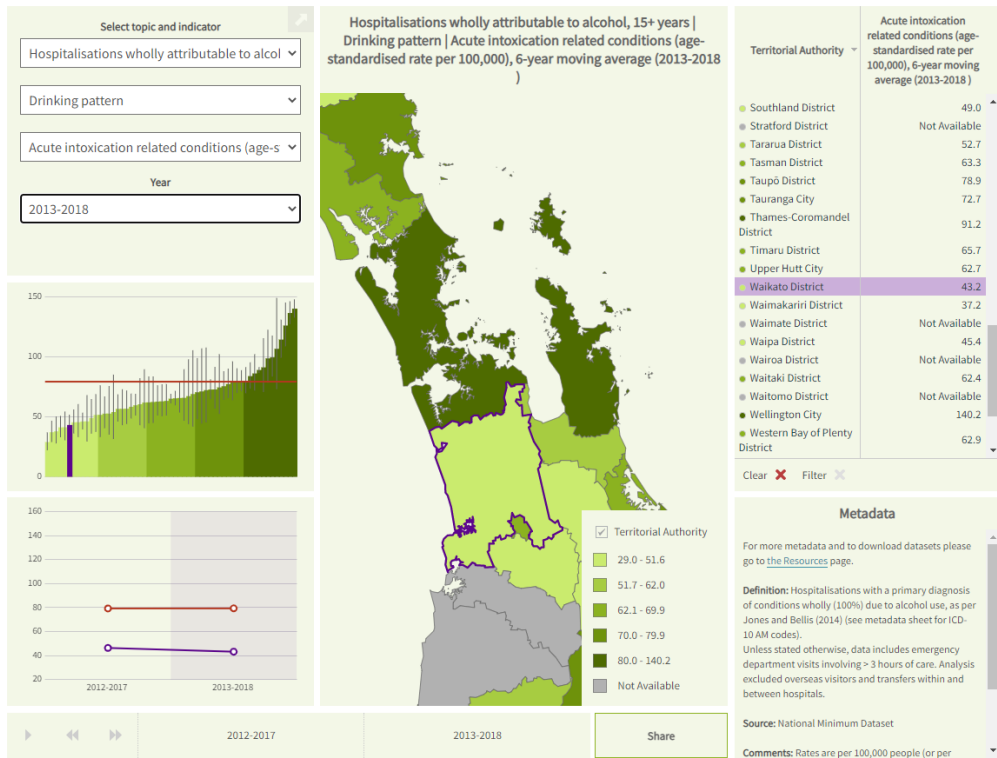 Select topic and indicator
Hospitalisations wholly attributable to alcol
Drinking pattern
Acute intoxication related conditions (age-s
Year
2013-2018
150
100
50
0
160
140
120
100
80
60
40
20
2012-2017 2013-2018
Hospitalisations wholly attributable to alcohol, 15+ years |
Drinking pattern | Acute intoxication related conditions (age-
standardised rate per 100,000), 6-year moving average (2013-2018
)
Territorial Authority
29.0 - 51.6
51.7 - 62.0
62.1 - 69.9
70.0 - 79.9
80.0 - 140.2
Not Available
2012-2017 2013-2018 Share
Territorial Authority
Acute intoxication
related conditions (age-
standardised rate per
100,000), 6-year moving
average (2013-2018 )
Southland District 49.0
Stratford District Not Available
Tararua District 52.7
Tasman District 63.3
Taupō District 78.9
Tauranga City 72.7
Thames-Coromandel
District 91.2
Timaru District 65.7
Upper Hutt City 62.7
Waikato District 43.2
Waimakariri District 37.2
Waimate District Not Available
Waipa District 45.4
Wairoa District Not Available
Waitaki District 62.4
Waitomo District Not Available
Wellington City 140.2
Western Bay of Plenty
District 62.9
Clear Filter
Metadata
For more metadata and to download datasets please
go to the Resources page.
Definition: Hospitalisations with a primary diagnosis
of conditions wholly (100%) due to alcohol use, as per
Jones and Bellis (2014) (see metadata sheet for ICD-
10 AM codes).
Unless stated otherwise, data includes emergency
department visits involving > 3 hours of care. Analysis
excluded overseas visitors and transfers within and
between hospitals.
Source: National Minimum Dataset
Comments: Rates are per 100,000 people (or per